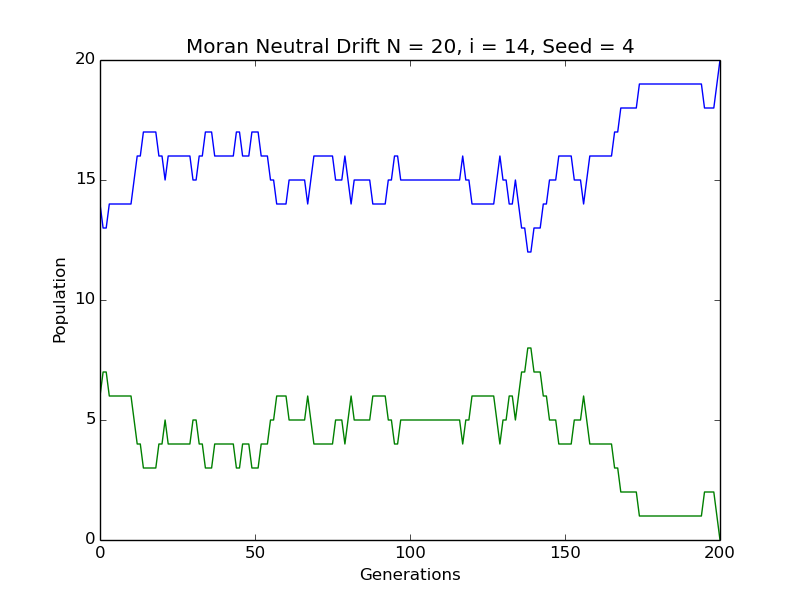 Moran Neutral Drift N = 20, i = 14, Seed = 4
20
15
10
5
0
Population
0 50 100 150 200
Generations